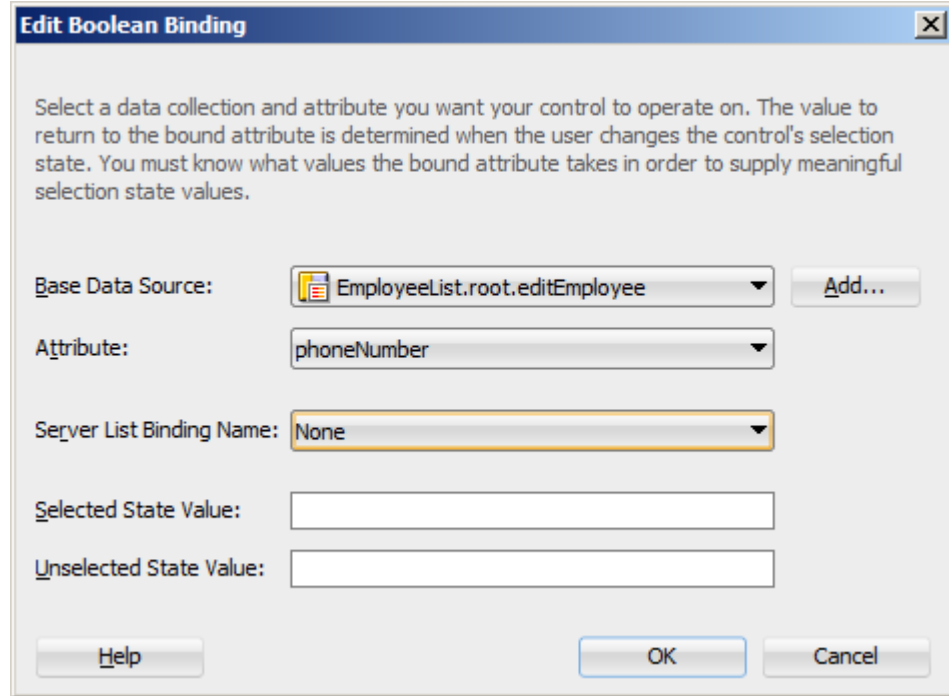 Edit Boolean Binding
Select a data collection and attribute you want your control to operate on. The value to
return to the bound attribute is determined when the user changes the control's selection
state. You must know what values the bound attribute takes in order to supply meaningful
selection state values.
Base Data Source: EmployeeList.root.editEmployee Add...
Attribute: phoneNumber
Server List Binding Name: None
Selected State Value:
Unselected State Value:
Help OK Cancel